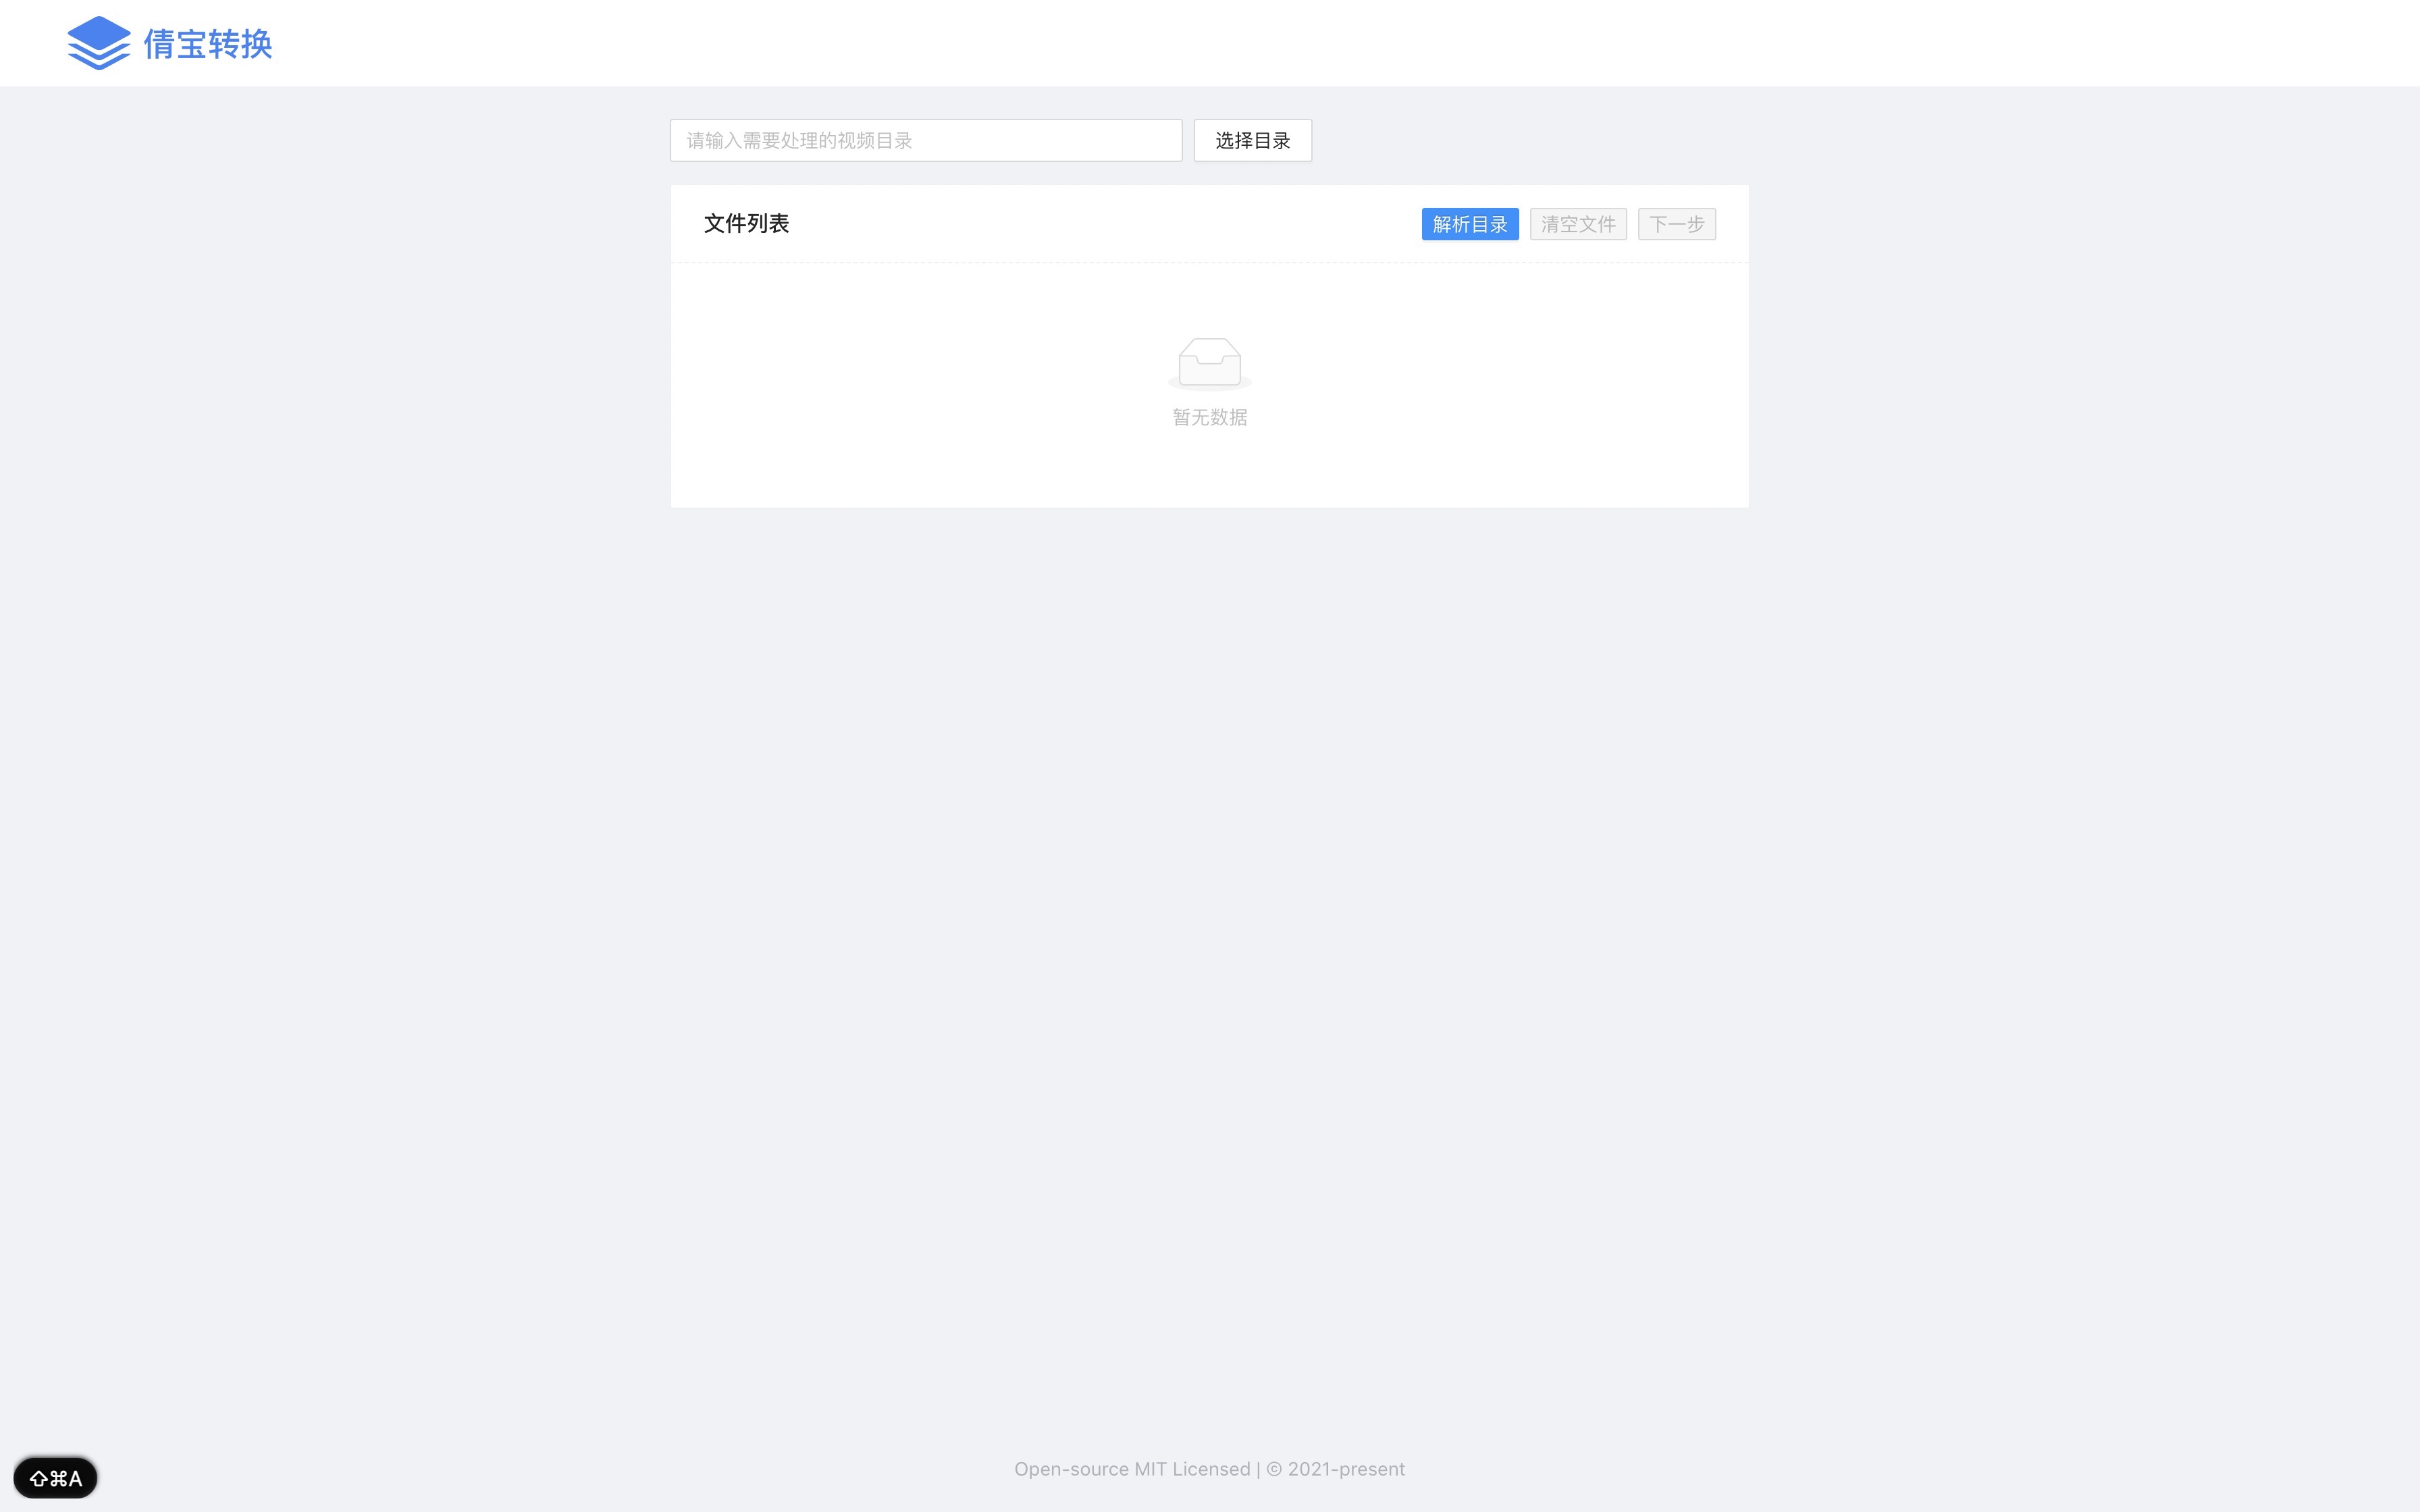 倩宝转换
请输入需要处理的视频目录 选择目录
文件列表 解析目录 清空文件 下一步
暂无数据
Open-source MIT Licensed | © 2021-present
⇧⌘A